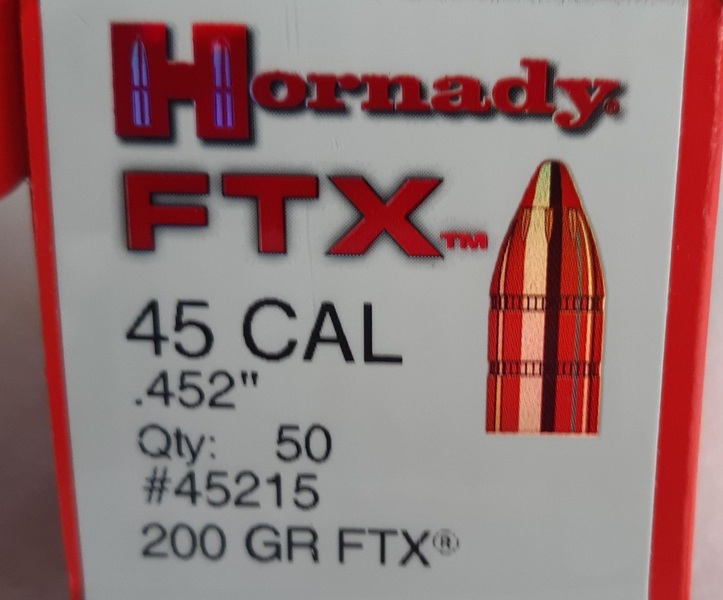 Hornady®
FTX™
45 CAL
.452"
Qty: 50
#45215
200 GR FTX®